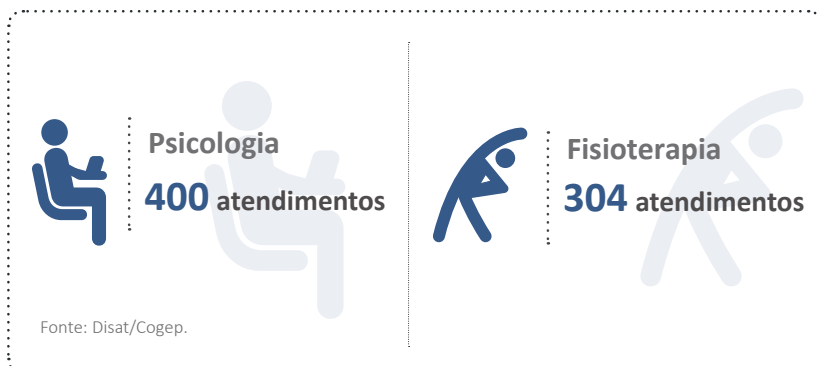 Psicologia
400 atendimentos
Fisioterapia
304 atendimentos
Fonte: Disat/Cogep.